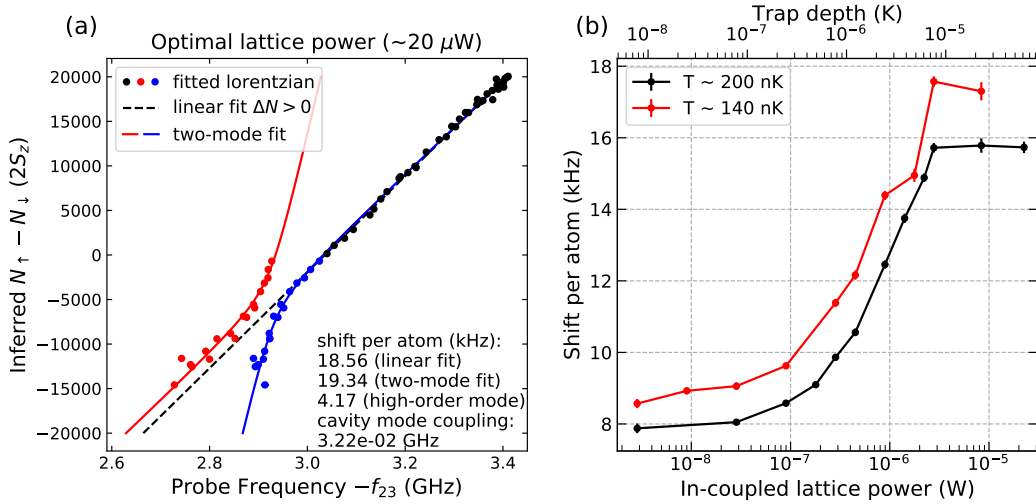 (a)
Optimal lattice power (~20 μW)
fitted lorentzian
linear fit ΔN > 0
two-mode fit
20000
15000
10000
5000
0
−5000
−10000
−15000
−20000
Inferred N↑ − N↓ (2S_z)
shift per atom (kHz):
18.56 (linear fit)
19.34 (two-mode fit)
4.17 (high-order mode)
cavity mode coupling:
3.22e-02 GHz
2.6 2.8 3.0 3.2 3.4
Probe Frequency −f₂₃ (GHz)
(b)
Trap depth (K)
10⁻⁸ 10⁻⁷ 10⁻⁶ 10⁻⁵
T ~ 200 nK
T ~ 140 nK
18
16
14
12
10
8
Shift per atom (kHz)
10⁻⁸ 10⁻⁷ 10⁻⁶ 10⁻⁵
In-coupled lattice power (W)